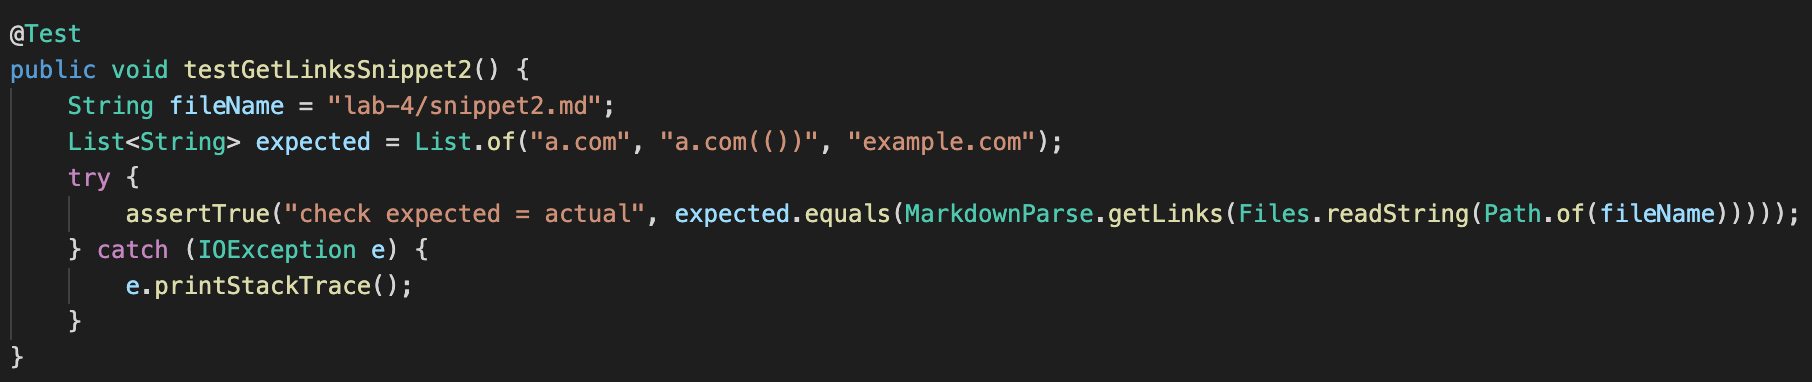 @Test
public void testGetLinksSnippet2() {
    String fileName = "lab-4/snippet2.md";
    List<String> expected = List.of("a.com", "a.com(())", "example.com");
    try {
        assertTrue("check expected = actual", expected.equals(MarkdownParse.getLinks(Files.readString(Path.of(fileName)))));
    } catch (IOException e) {
        e.printStackTrace();
    }
}